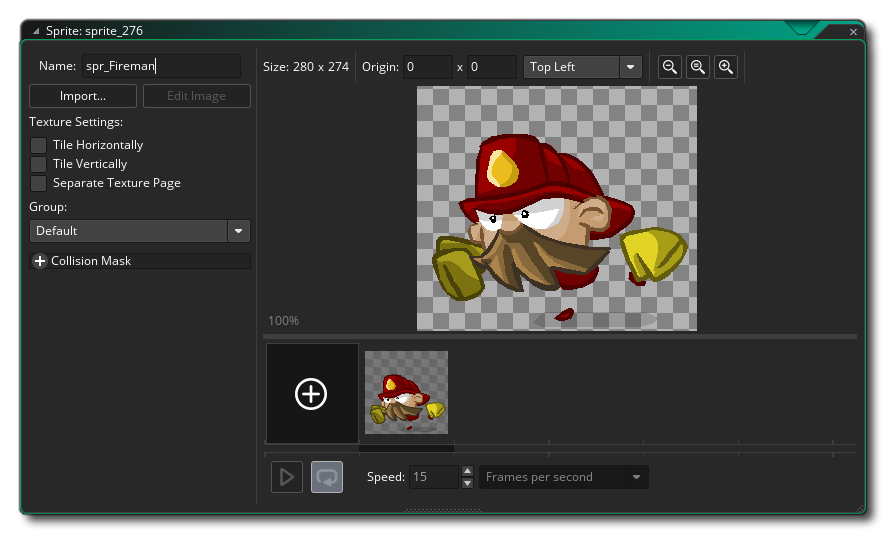 Sprite: sprite_276
Name: spr_Fireman
Import...
Edit Image
Texture Settings:
Tile Horizontally
Tile Vertically
Separate Texture Page
Group:
Default
Collision Mask
Size: 280 x 274
Origin: 0 x 0
Top Left
100%
Speed: 15
Frames per second